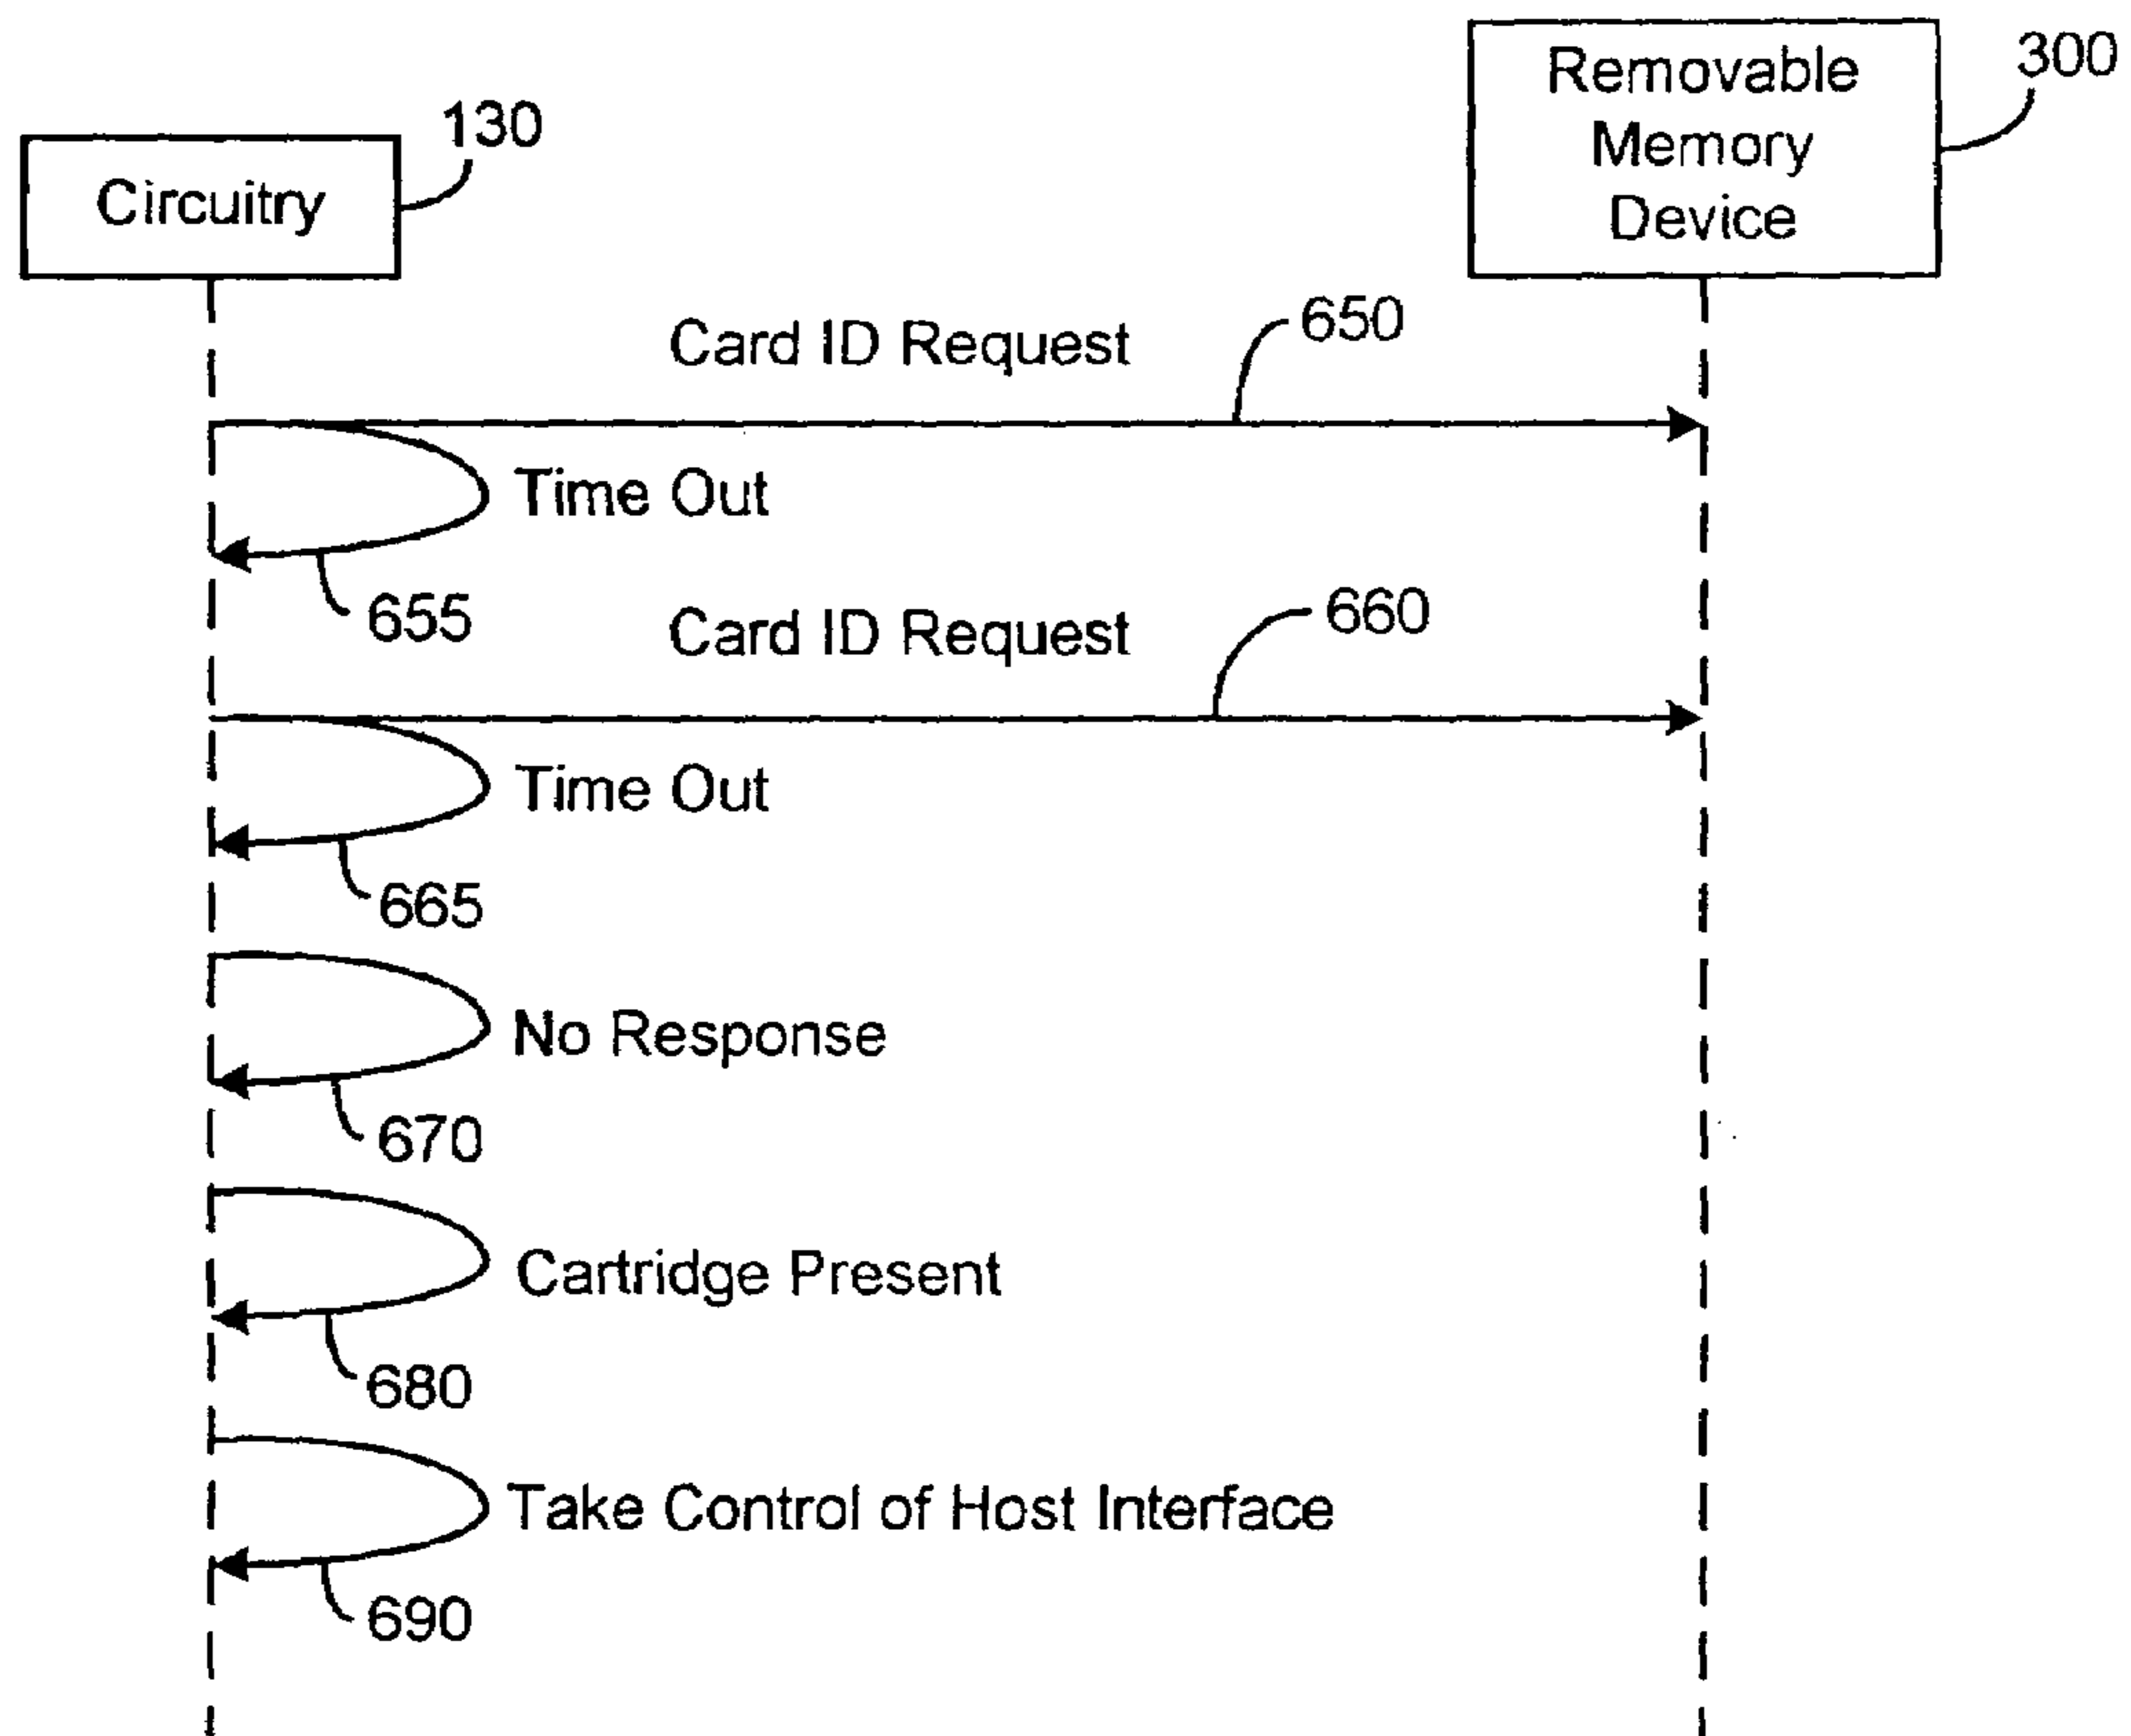 Removable
Memory
Device
300
130
Circuitry
Card ID Request
650
Time Out
655
Card ID Request
660
Time Out
665
No Response
670
Cartridge Present
680
Take Control of Host Interface
690